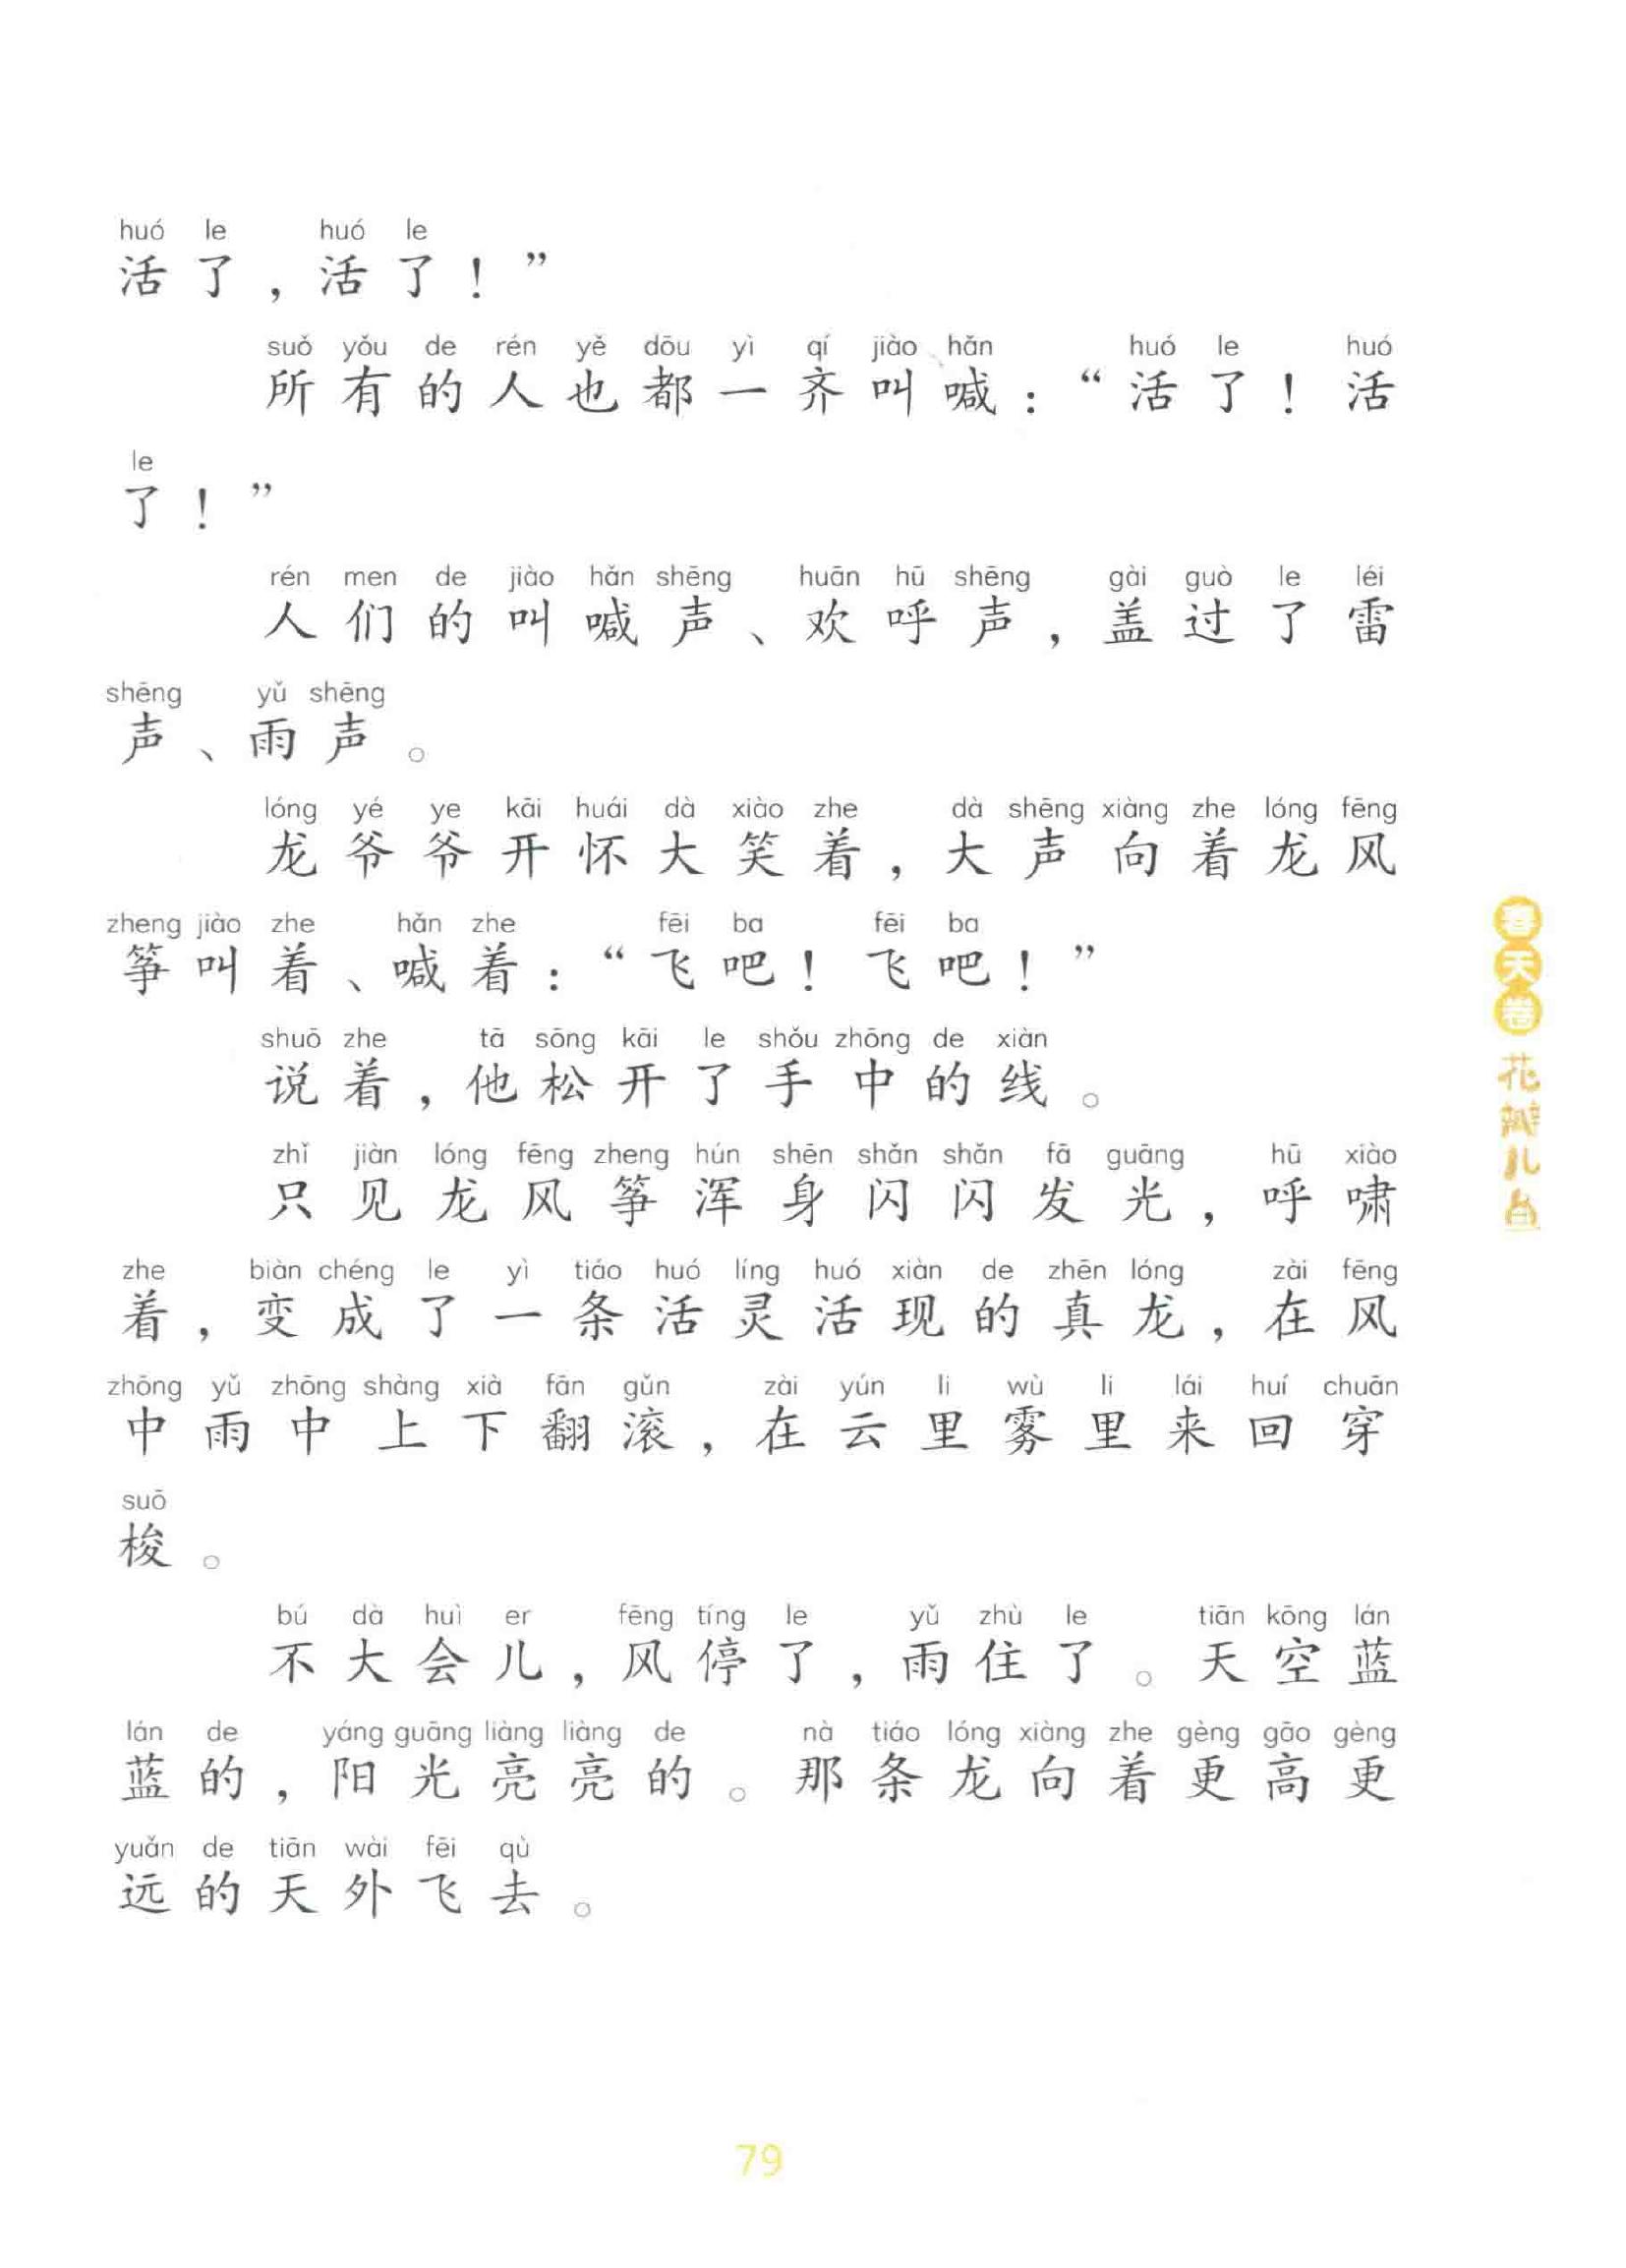 huó le huó le
活了，活了！”
suǒ yǒu de rén yě dōu yì qí jiào hǎn huó le huó
所有的人也都一齐叫喊：“活了！活
le
了！”
rén men de jiào hǎn shēng huān hū shēng gài guò le léi
人们的叫喊声、欢呼声，盖过了雷
shēng yǔ shēng
声、雨声。
lóng yé ye kāi huái dà xiào zhe dà shēng xiàng zhe lóng fēng
龙爷爷开怀大笑着，大声向着龙风
zheng jiào zhe hǎn zhe fēi ba fēi ba
筝叫着、喊着：“飞吧！飞吧！”
shuō zhe tā sōng kāi le shǒu zhōng de xiàn
说着，他松开了手中的线。
zhǐ jiàn lóng fēng zheng hún shēn shǎn shǎn fā guāng hū xiào
只见龙风筝浑身闪闪发光，呼啸
zhe biàn chéng le yì tiáo huó líng huó xiàn de zhēn lóng zài fēng
着，变成了一条活灵活现的真龙，在风
zhōng yǔ zhōng shàng xià fān gǔn zài yún li wù li lái huí chuān
中雨中上下翻滚，在云里雾里来回穿
suō
梭。
bú dà huì er fēng tíng le yǔ zhù le tiān kōng lán
不大会儿，风停了，雨住了。天空蓝
lán de yáng guāng liàng liàng de nà tiáo lóng xiàng zhe gèng gāo gèng
蓝的，阳光亮亮的。那条龙向着更高更
yuǎn de tiān wài fēi qù
远的天外飞去。
春天卷
花瓣儿鱼
79